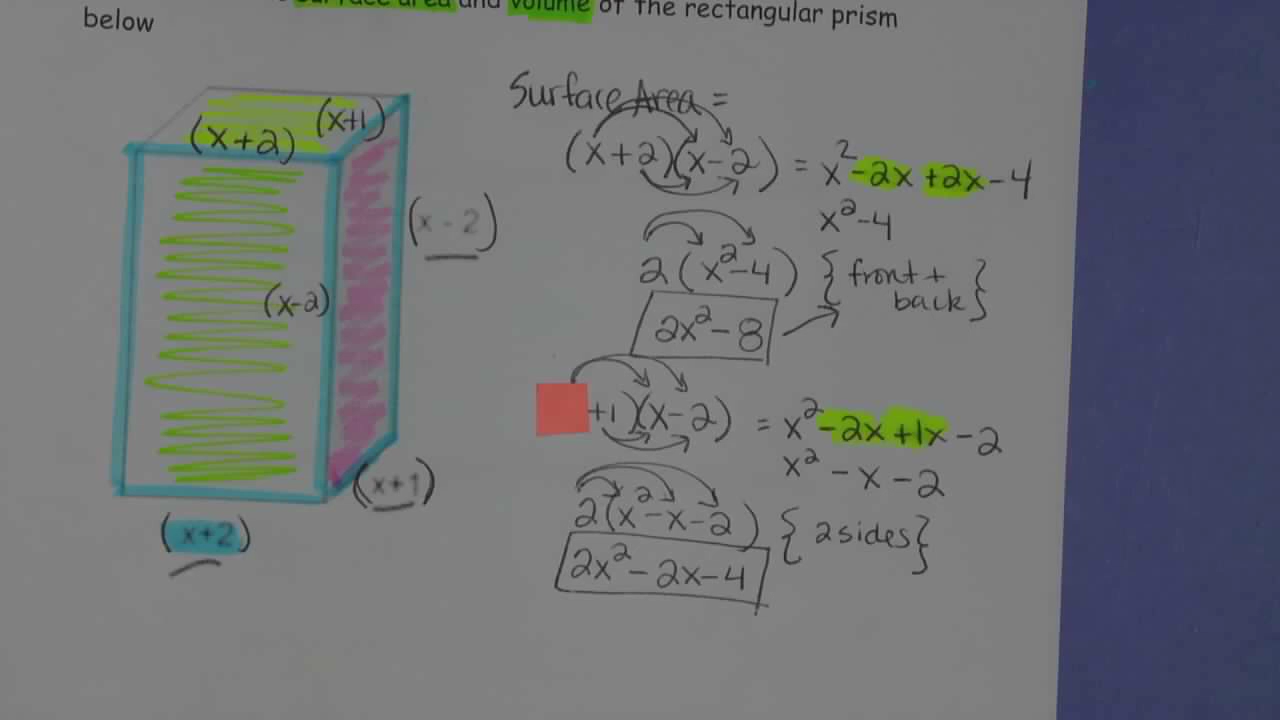 surface area and volume of the rectangular prism
below
Surface Area =
(x+1)
(x+2)
(x+2)(x-2) = x²-2x+2x-4
(x - 2)
x²-4
2(x²-4) {front + back}
(x-2)
2x²-8
+1)(x-2) = x²-2x+1x-2
x²-x-2
(x+1)
2(x²-x-2) {2 sides}
(x+2)
2x²-2x-4